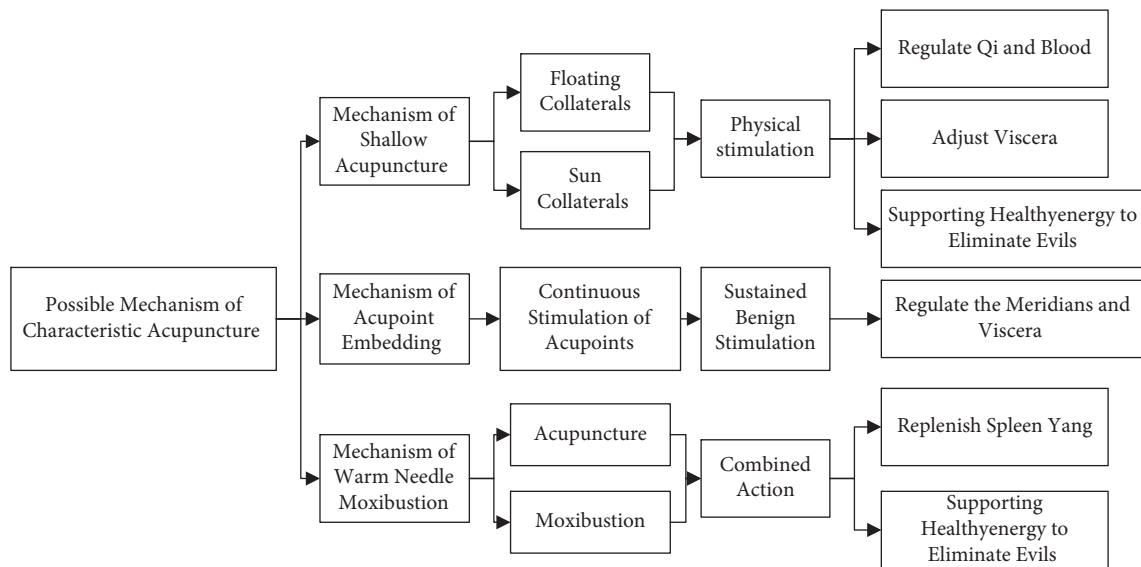 Possible Mechanism of
Characteristic Acupuncture
Mechanism of
Shallow
Acupuncture
Floating
Collaterals
Sun
Collaterals
Physical
stimulation
Regulate Qi and Blood
Adjust Viscera
Supporting Healthyenergy to
Eliminate Evils
Mechanism of
Acupoint
Embedding
Continuous
Stimulation of
Acupoints
Sustained
Benign
Stimulation
Regulate the Meridians and
Viscera
Mechanism of
Warm Needle
Moxibustion
Acupuncture
Moxibustion
Combined
Action
Replenish Spleen Yang
Supporting
Healthyenergy to
Eliminate Evils